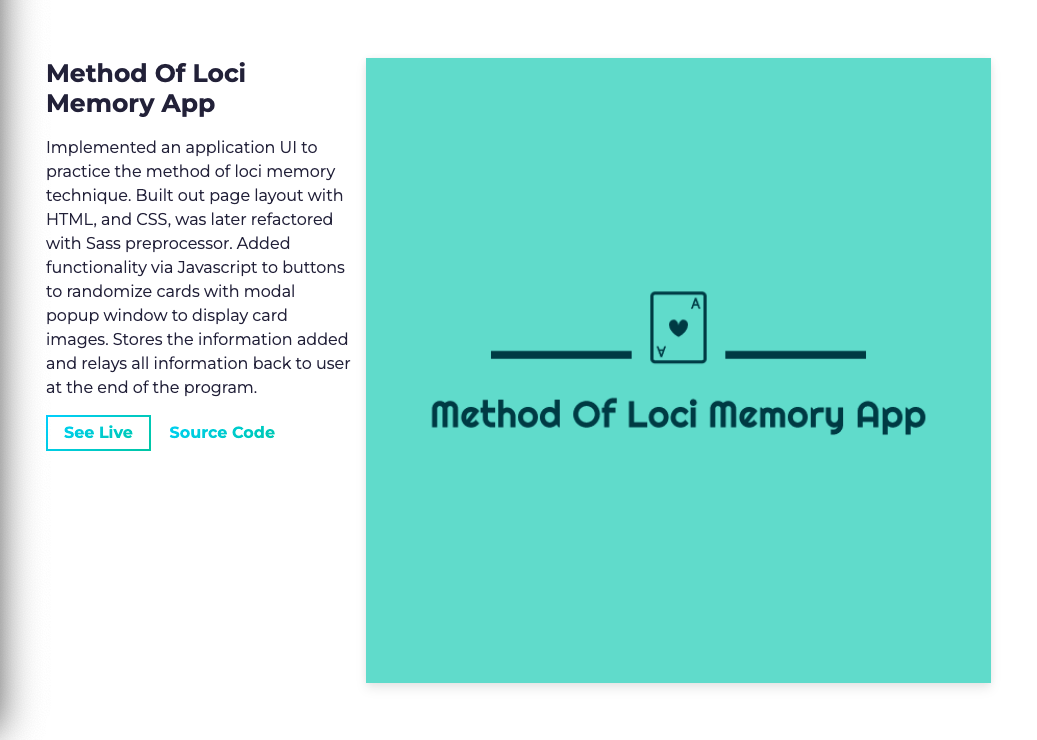 Method Of Loci
Memory App
Implemented an application UI to
practice the method of loci memory
technique. Built out page layout with
HTML, and CSS, was later refactored
with Sass preprocessor. Added
functionality via Javascript to buttons
to randomize cards with modal
popup window to display card
images. Stores the information added
and relays all information back to user
at the end of the program.
See Live Source Code
A
A
Method Of Loci Memory App